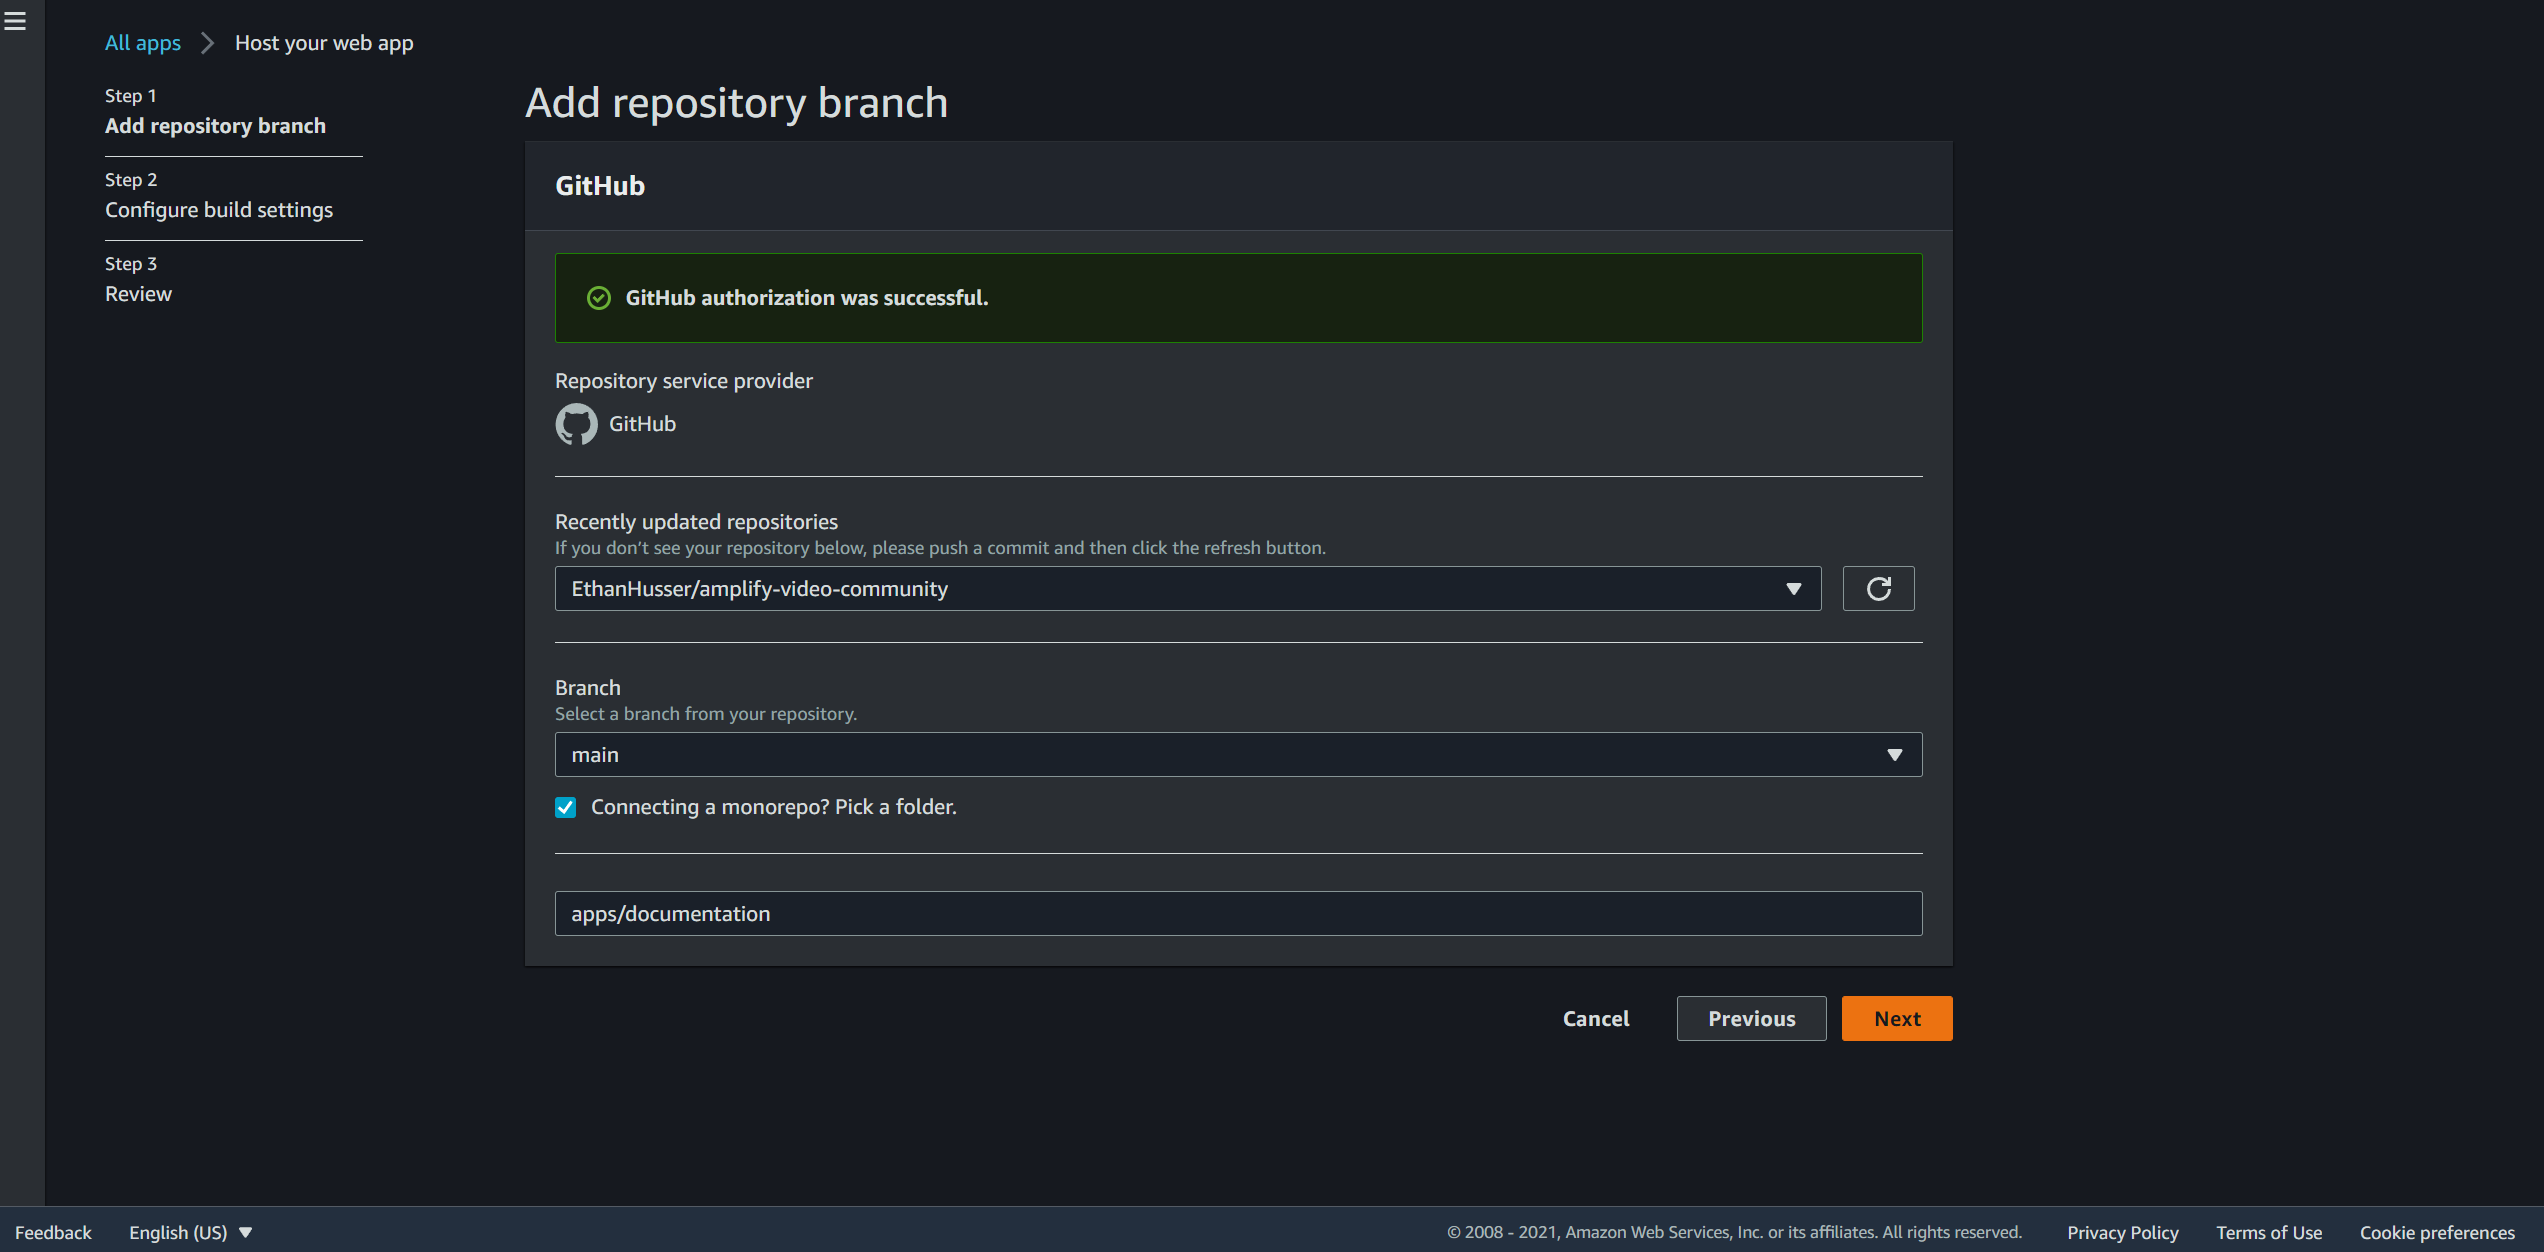 All apps
Host your web app
Step 1
Add repository branch
Step 2
Configure build settings
Step 3
Review
Add repository branch
GitHub
GitHub authorization was successful.
Repository service provider
GitHub
Recently updated repositories
If you don’t see your repository below, please push a commit and then click the refresh button.
EthanHusser/amplify-video-community
Branch
Select a branch from your repository.
main
Connecting a monorepo? Pick a folder.
apps/documentation
Cancel
Previous
Next
Feedback
English (US)
© 2008 - 2021, Amazon Web Services, Inc. or its affiliates. All rights reserved.
Privacy Policy
Terms of Use
Cookie preferences